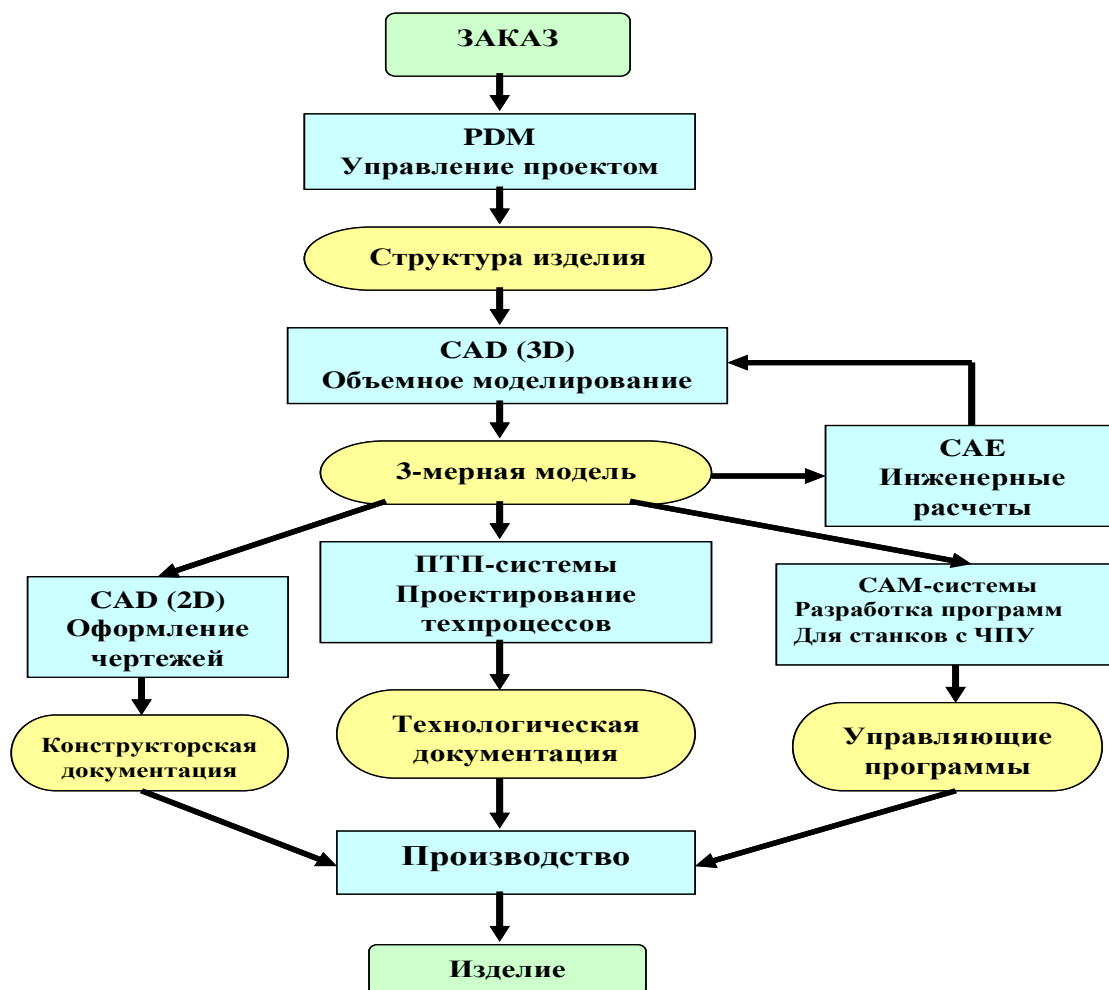 ЗАКАЗ
PDM
Управление проектом
Структура изделия
CAD (3D)
Объемное моделирование
3-мерная модель
CAE
Инженерные
расчеты
CAD (2D)
Оформление
чертежей
ПТП-системы
Проектирование
техпроцессов
САМ-системы
Разработка программ
Для станков с ЧПУ
Конструкторская
документация
Технологическая
документация
Управляющие
программы
Производство
Изделие